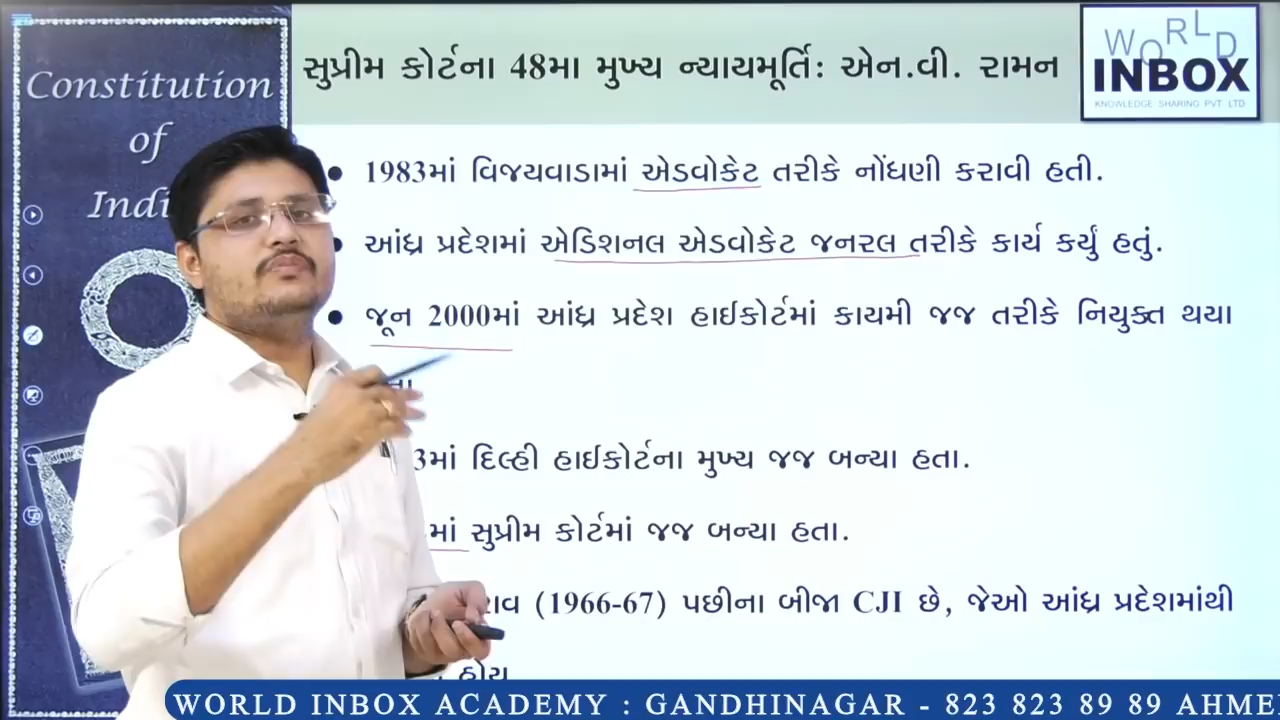 Constitution
of
સુપ્રીમ કોર્ટના 48મા મુખ્ય ન્યાયમૂર્તિઃ એન.વી. રામન
WORLD
INBOX
KNOWLEDGE SHARING PVT LTD
• 1983માં વિજયવાડામાં એડવોકેટ તરીકે નોંધણી કરાવી હતી.
• આંધ્ર પ્રદેશમાં એડિશનલ એડવોકેટ જનરલ તરીકે કાર્ય કર્યું હતું.
• જૂન 2000માં આંધ્ર પ્રદેશ હાઈકોર્ટમાં કાયમી જજ તરીકે નિયુક્ત થયા
3માં દિલ્હી હાઈકોર્ટના મુખ્ય જજ બન્યા હતા.
માં સુપ્રીમ કોર્ટમાં જજ બન્યા હતા.
(1966-67) પછીના બીજા CJI છે, જેઓ આંધ્ર પ્રદેશમાંથી
હોય
WORLD INBOX ACADEMY : GANDHINAGAR - 823 823 89 89 AHME